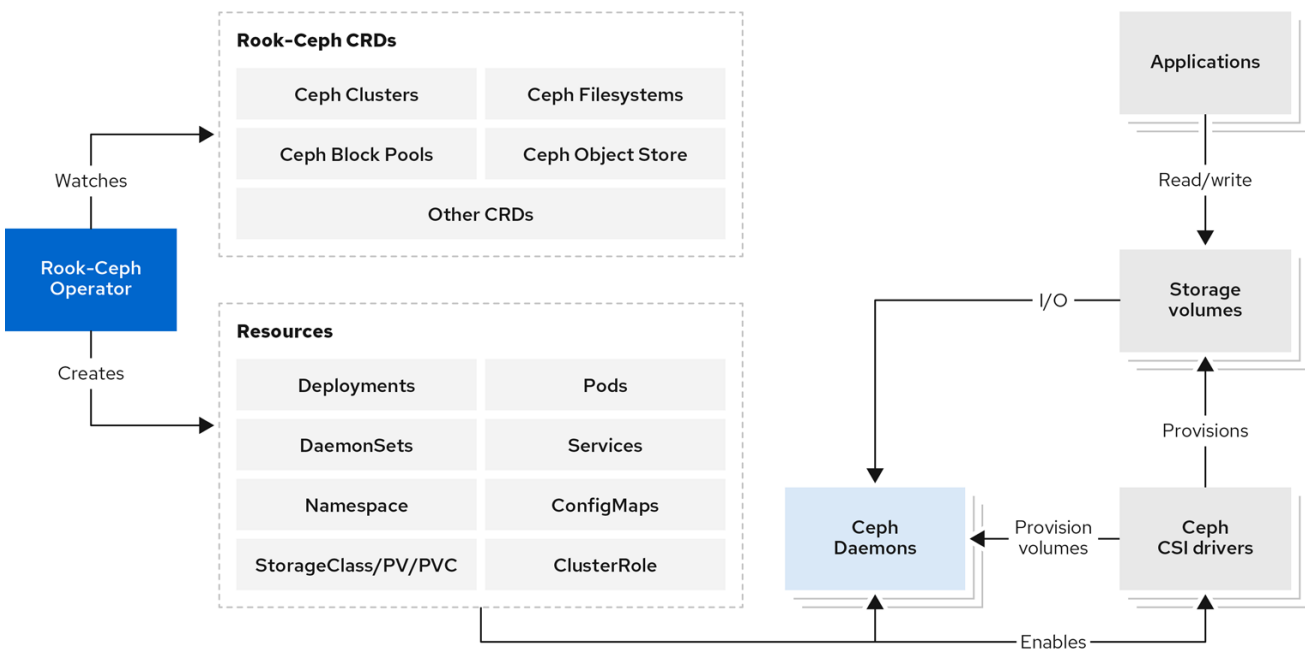 Rook-Ceph CRDs
Ceph Clusters
Ceph Filesystems
Ceph Block Pools
Ceph Object Store
Other CRDs
Watches
Rook-Ceph
Operator
Creates
Resources
Deployments
Pods
DaemonSets
Services
Namespace
ConfigMaps
StorageClass/PV/PVC
ClusterRole
Applications
Read/write
Storage
volumes
I/O
Provisions
Ceph
Daemons
Provision
volumes
Ceph
CSI drivers
Enables